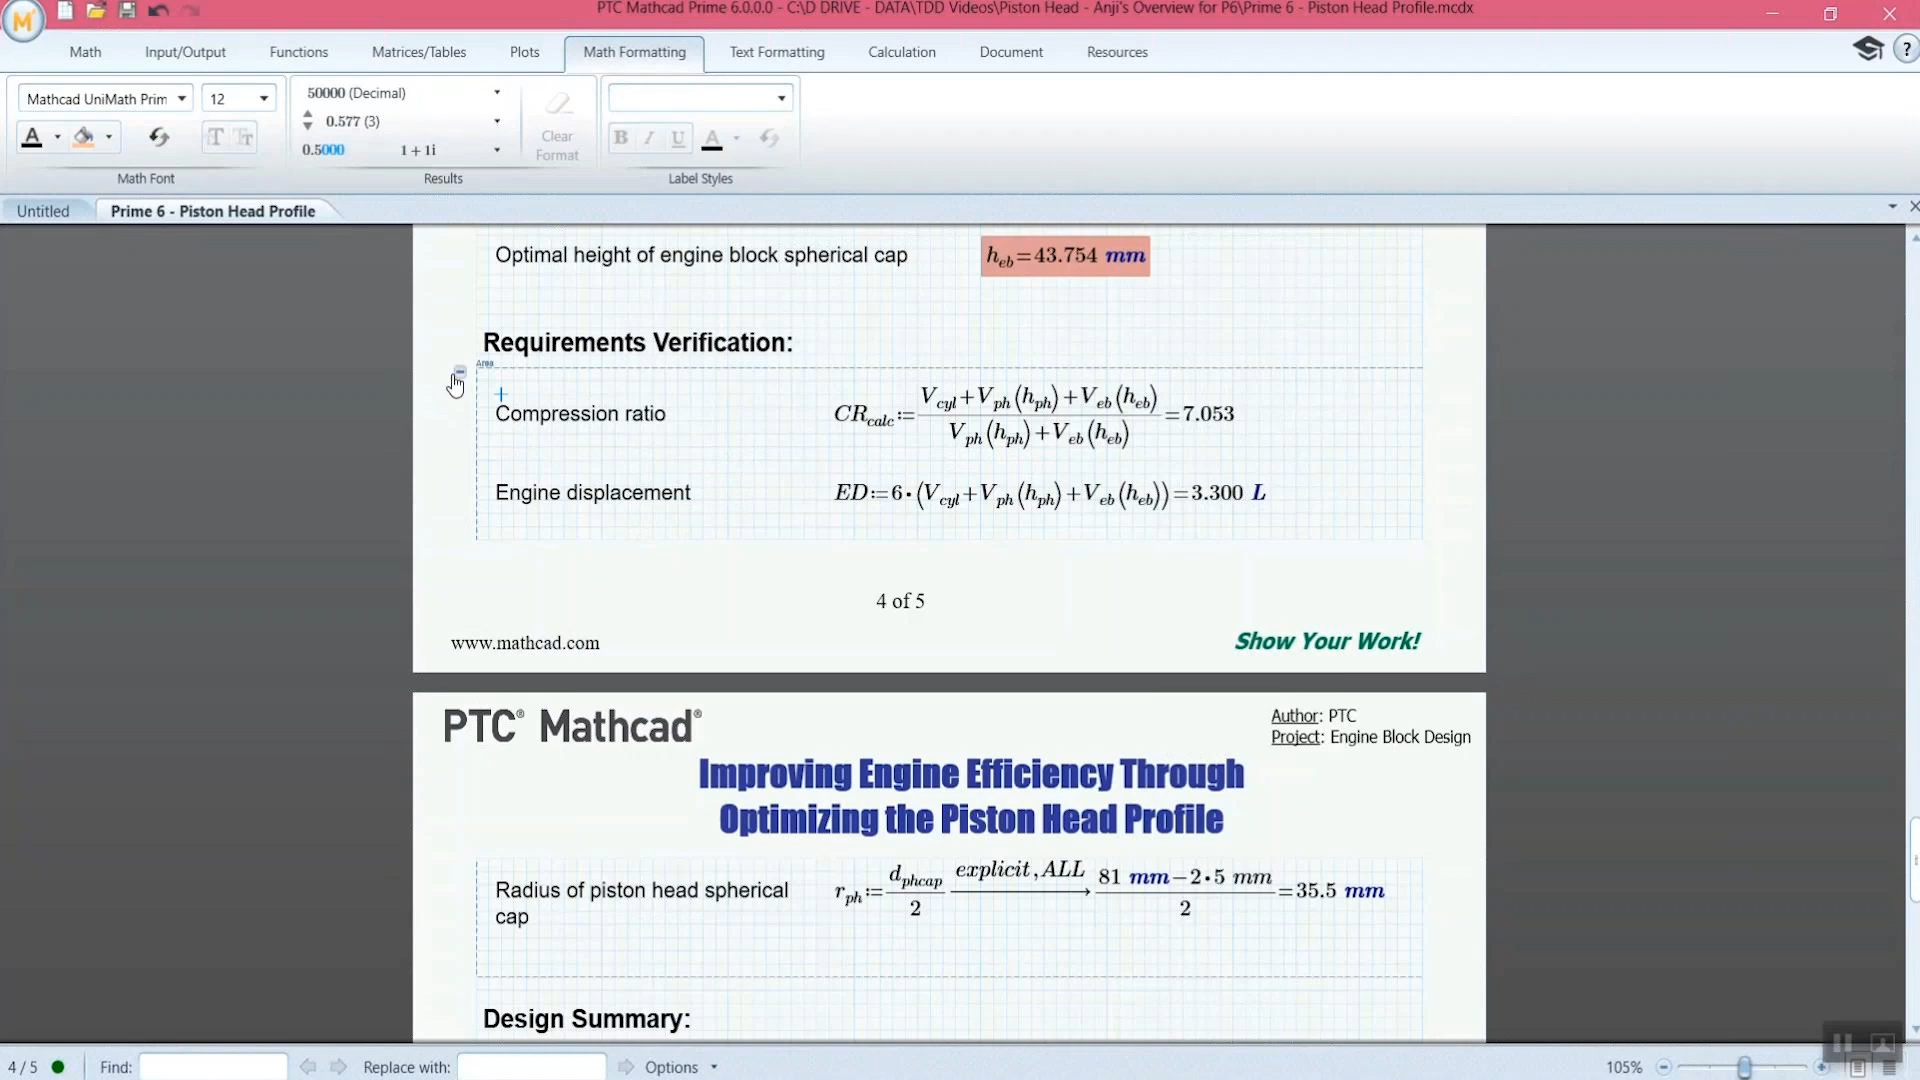 PTC Mathcad Prime 6.0.0.0 - C:\D DRIVE - DATA\TDD Videos\Piston Head - Anji's Overview for P6\Prime 6 - Piston Head Profile.mcdx
Math Input/Output Functions Matrices/Tables Plots Math Formatting Text Formatting Calculation Document Resources
Mathcad UniMath Prim 12
50000 (Decimal)
0.577 (3)
0.5000 1 + 1i
Clear
Format
B I U A
Math Font Results Label Styles
Untitled Prime 6 - Piston Head Profile
Optimal height of engine block spherical cap h_eb = 43.754 mm
Requirements Verification:
Area
Compression ratio CR_calc := (V_cyl + V_ph(h_ph) + V_eb(h_eb)) / (V_ph(h_ph) + V_eb(h_eb)) = 7.053
Engine displacement ED := 6 · (V_cyl + V_ph(h_ph) + V_eb(h_eb)) = 3.300 L
4 of 5
www.mathcad.com Show Your Work!
PTC® Mathcad®
Author: PTC
Project: Engine Block Design
Improving Engine Efficiency Through
Optimizing the Piston Head Profile
Radius of piston head spherical
cap
r_ph := d_phcap / 2 explicit, ALL → (81 mm − 2 · 5 mm) / 2 = 35.5 mm
Design Summary:
4 / 5 Find: Replace with: Options 105%